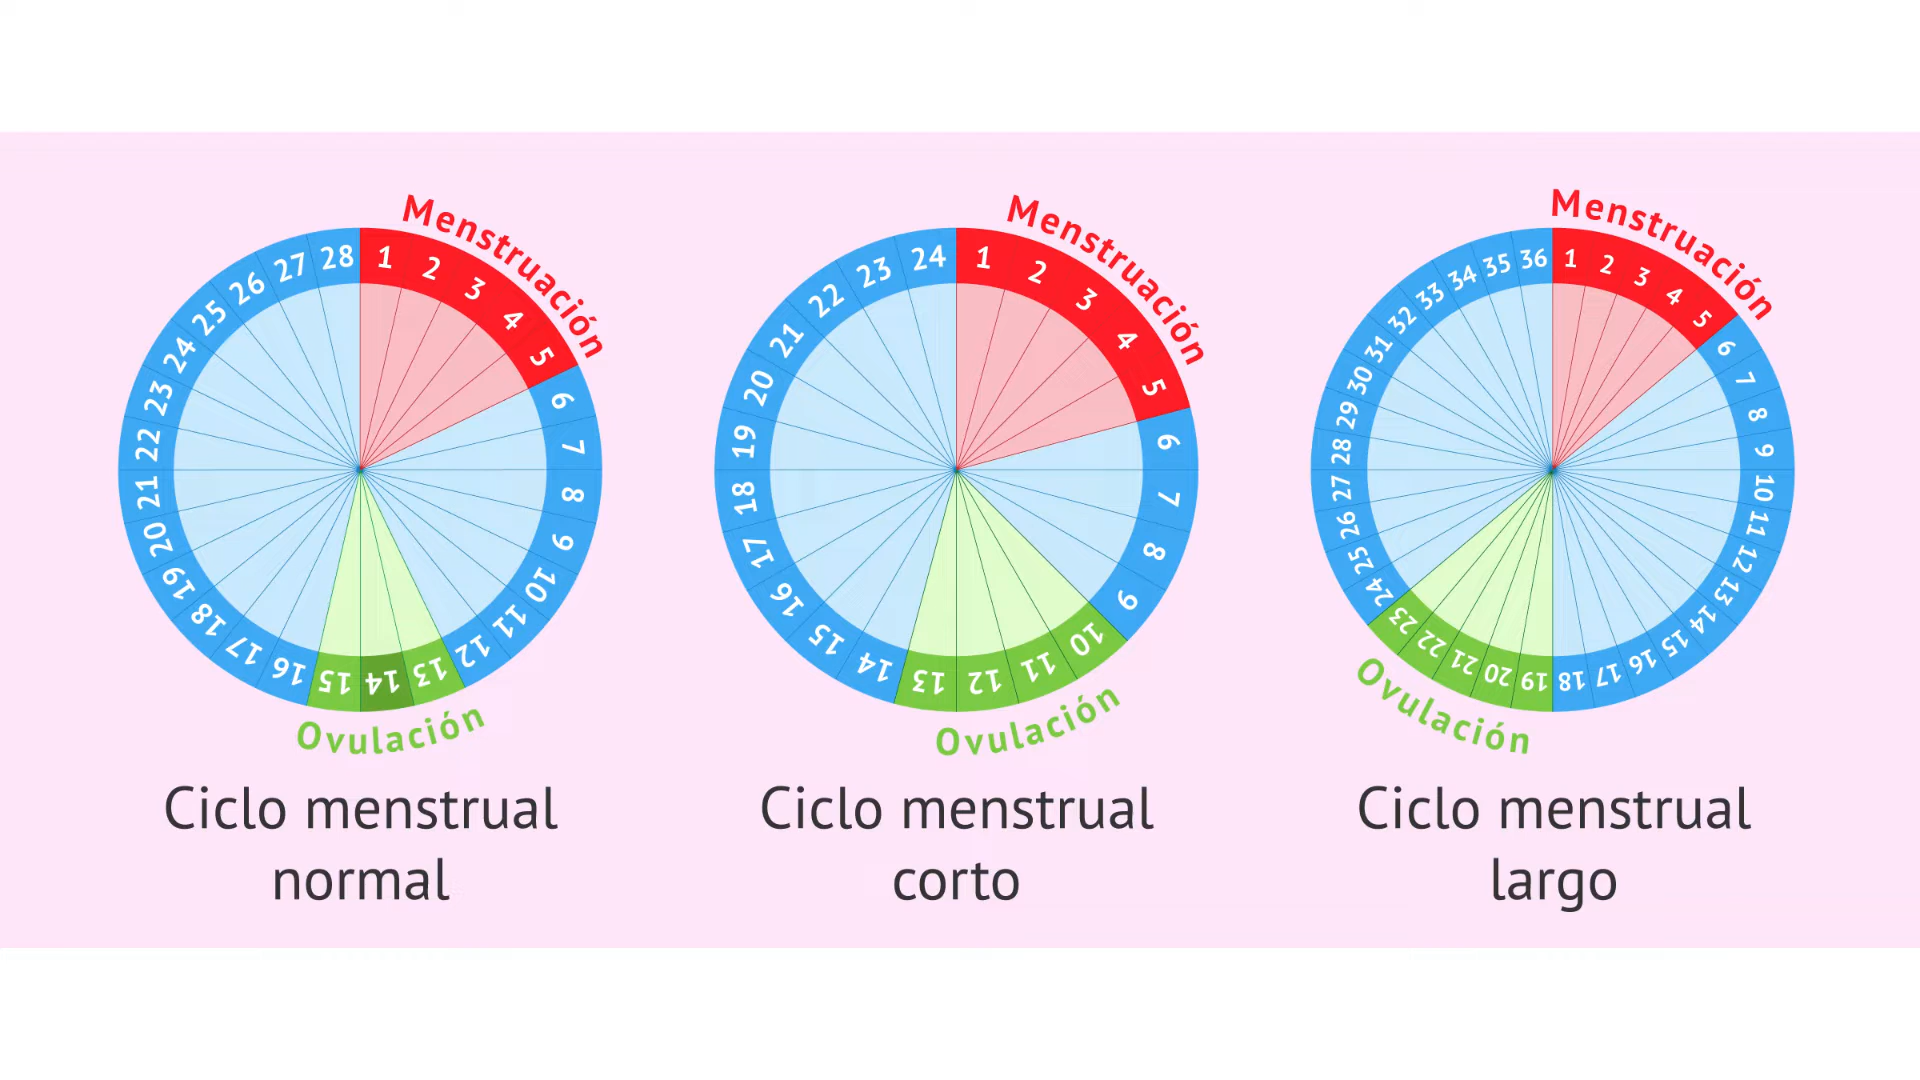 Menstruación
1 2 3 4 5 6 7 8 9 10 11 12 13 14 15 16 17 18 19 20 21 22 23 24 25 26 27 28
Ovulación
Ciclo menstrual
normal
Menstruación
1 2 3 4 5 6 7 8 9 10 11 12 13 14 15 16 17 18 19 20 21 22 23 24
Ovulación
Ciclo menstrual
corto
Menstruación
1 2 3 4 5 6 7 8 9 10 11 12 13 14 15 16 17 18 19 20 21 22 23 24 25 26 27 28 29 30 31 32 33 34 35 36
Ovulación
Ciclo menstrual
largo